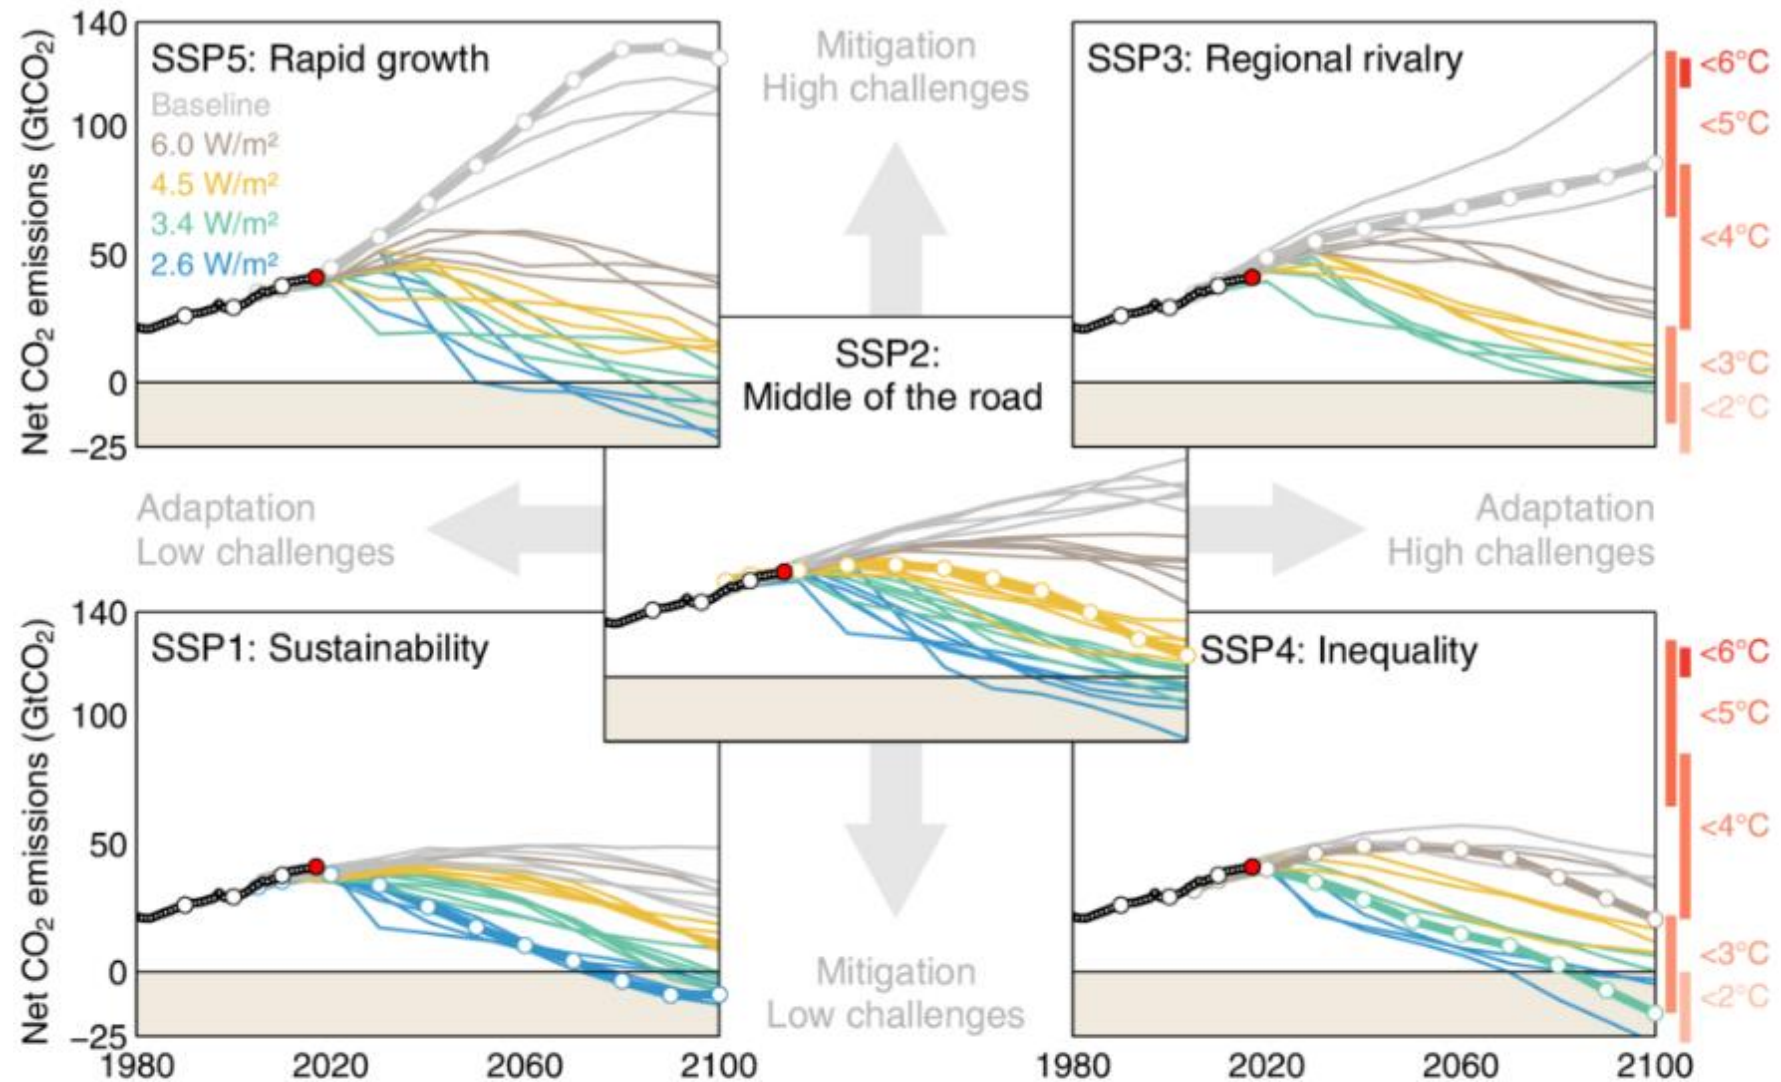 140
100
50
0
−25
Net CO₂ emissions (GtCO₂)
SSP5: Rapid growth
Baseline
6.0 W/m²
4.5 W/m²
3.4 W/m²
2.6 W/m²
Mitigation
High challenges
SSP3: Regional rivalry
<6°C
<5°C
<4°C
<3°C
<2°C
SSP2:
Middle of the road
Adaptation
Low challenges
Adaptation
High challenges
140
100
50
0
−25
Net CO₂ emissions (GtCO₂)
SSP1: Sustainability
1980
2020
2060
2100
Mitigation
Low challenges
SSP4: Inequality
1980
2020
2060
2100
<6°C
<5°C
<4°C
<3°C
<2°C